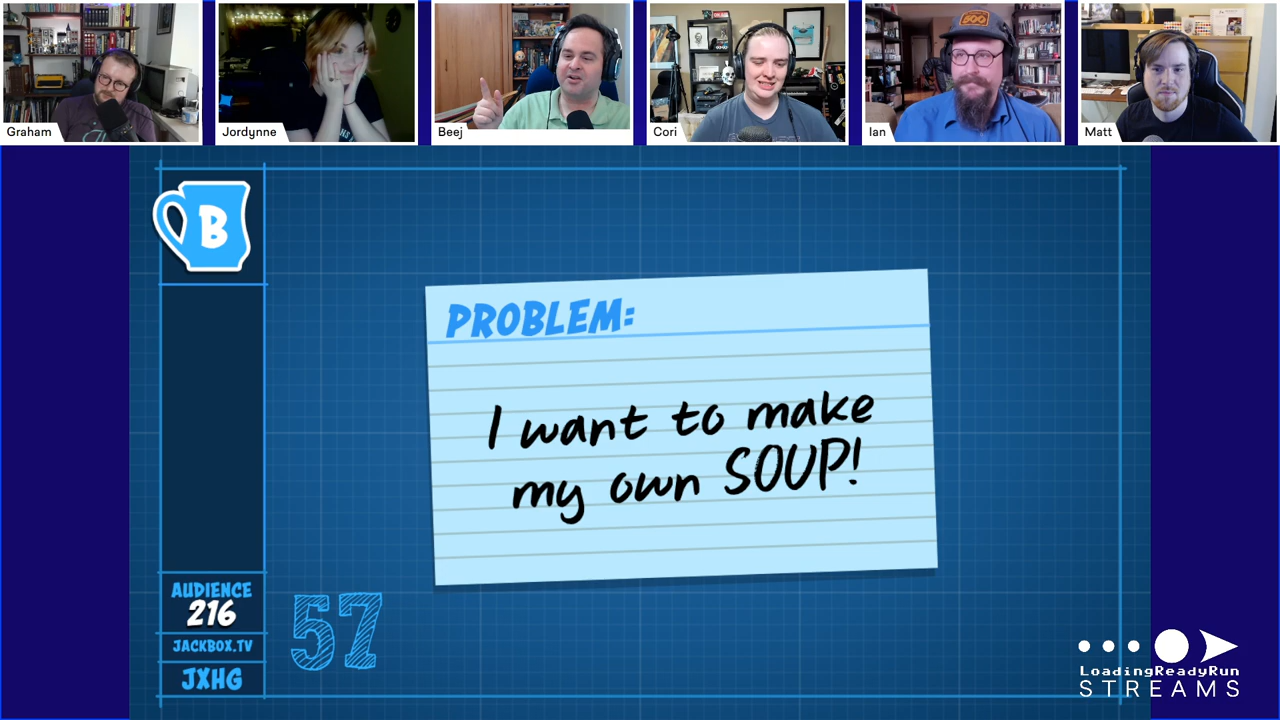 Graham
Jordynne
Beej
Cori
Ian
Matt
B
PROBLEM:
I want to make
my own SOUP!
AUDIENCE
216
JACKBOX.TV
JXHG
57
LoadingReadyRun
STREAMS